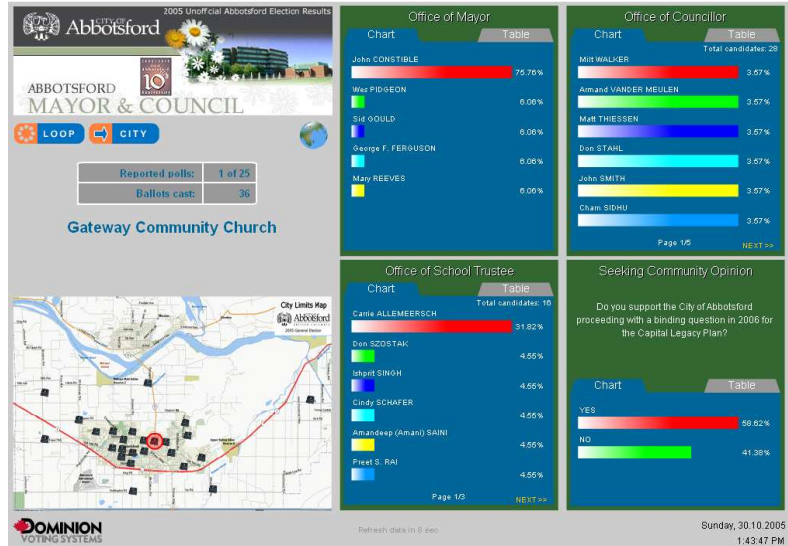 2005 Unofficial Abbotsford Election Results
CITY OF
Abbotsford
ABBOTSFORD
MAYOR & COUNCIL
LOOP
CITY
Reported polls: 1 of 25
Ballots cast: 36
Gateway Community Church
City Limits Map
Abbotsford
2005 General Election
DOMINION
VOTING SYSTEMS
Office of Mayor
Chart Table
John CONSTIBLE
75.76%
Wes PIDGEON
6.06%
Sid GOULD
6.06%
George F. FERGUSON
6.06%
Mary REEVES
6.06%
Office of Councillor
Chart Table
Total candidates: 28
Milt WALKER
3.57%
Armand VANDER MEULEN
3.57%
Matt THIESSEN
3.57%
Don STAHL
3.57%
John SMITH
3.57%
Cham SIDHU
3.57%
Page 1/5
NEXT >>
Office of School Trustee
Chart Table
Total candidates: 16
Carrie ALLEMEERSCH
31.82%
Don SZOSTAK
4.55%
Ishprit SINGH
4.55%
Cindy SCHAFER
4.55%
Amandeep (Amani) SAINI
4.55%
Preet S. RAI
4.55%
Page 1/3
NEXT >>
Seeking Community Opinion
Do you support the City of Abbotsford
proceeding with a binding question in 2006 for
the Capital Legacy Plan?
Chart Table
YES
58.62%
NO
41.38%
Refresh data in 8 sec
Sunday, 30.10.2005
1:43:47 PM